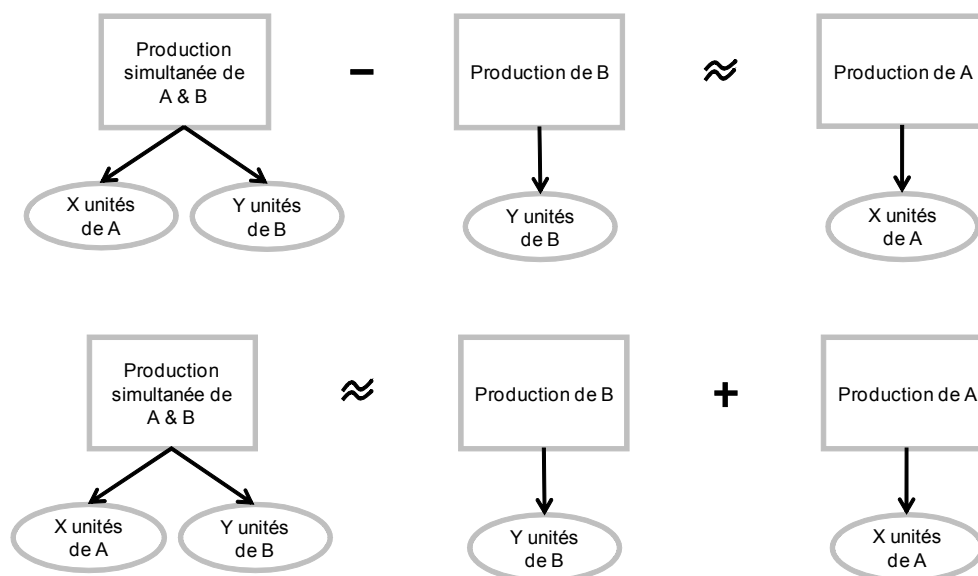 Production
simultanée de
A & B
−
Production de B
≈
Production de A
X unités
de A
Y unités
de B
Y unités
de B
X unités
de A
Production
simultanée de
A & B
≈
Production de B
+
Production de A
X unités
de A
Y unités
de B
Y unités
de B
X unités
de A